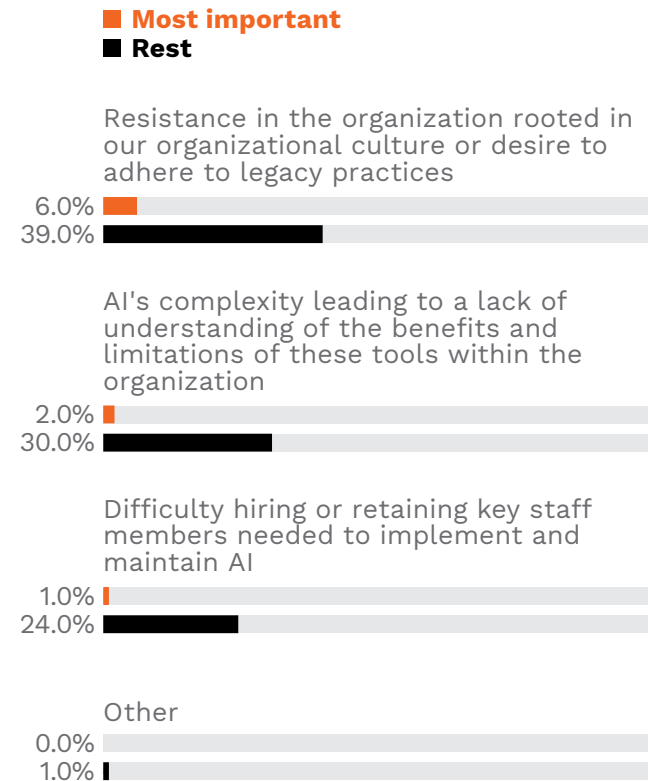 Most important
Rest
Resistance in the organization rooted in
our organizational culture or desire to
adhere to legacy practices
6.0%
39.0%
AI's complexity leading to a lack of
understanding of the benefits and
limitations of these tools within the
organization
2.0%
30.0%
Difficulty hiring or retaining key staff
members needed to implement and
maintain AI
1.0%
24.0%
Other
0.0%
1.0%